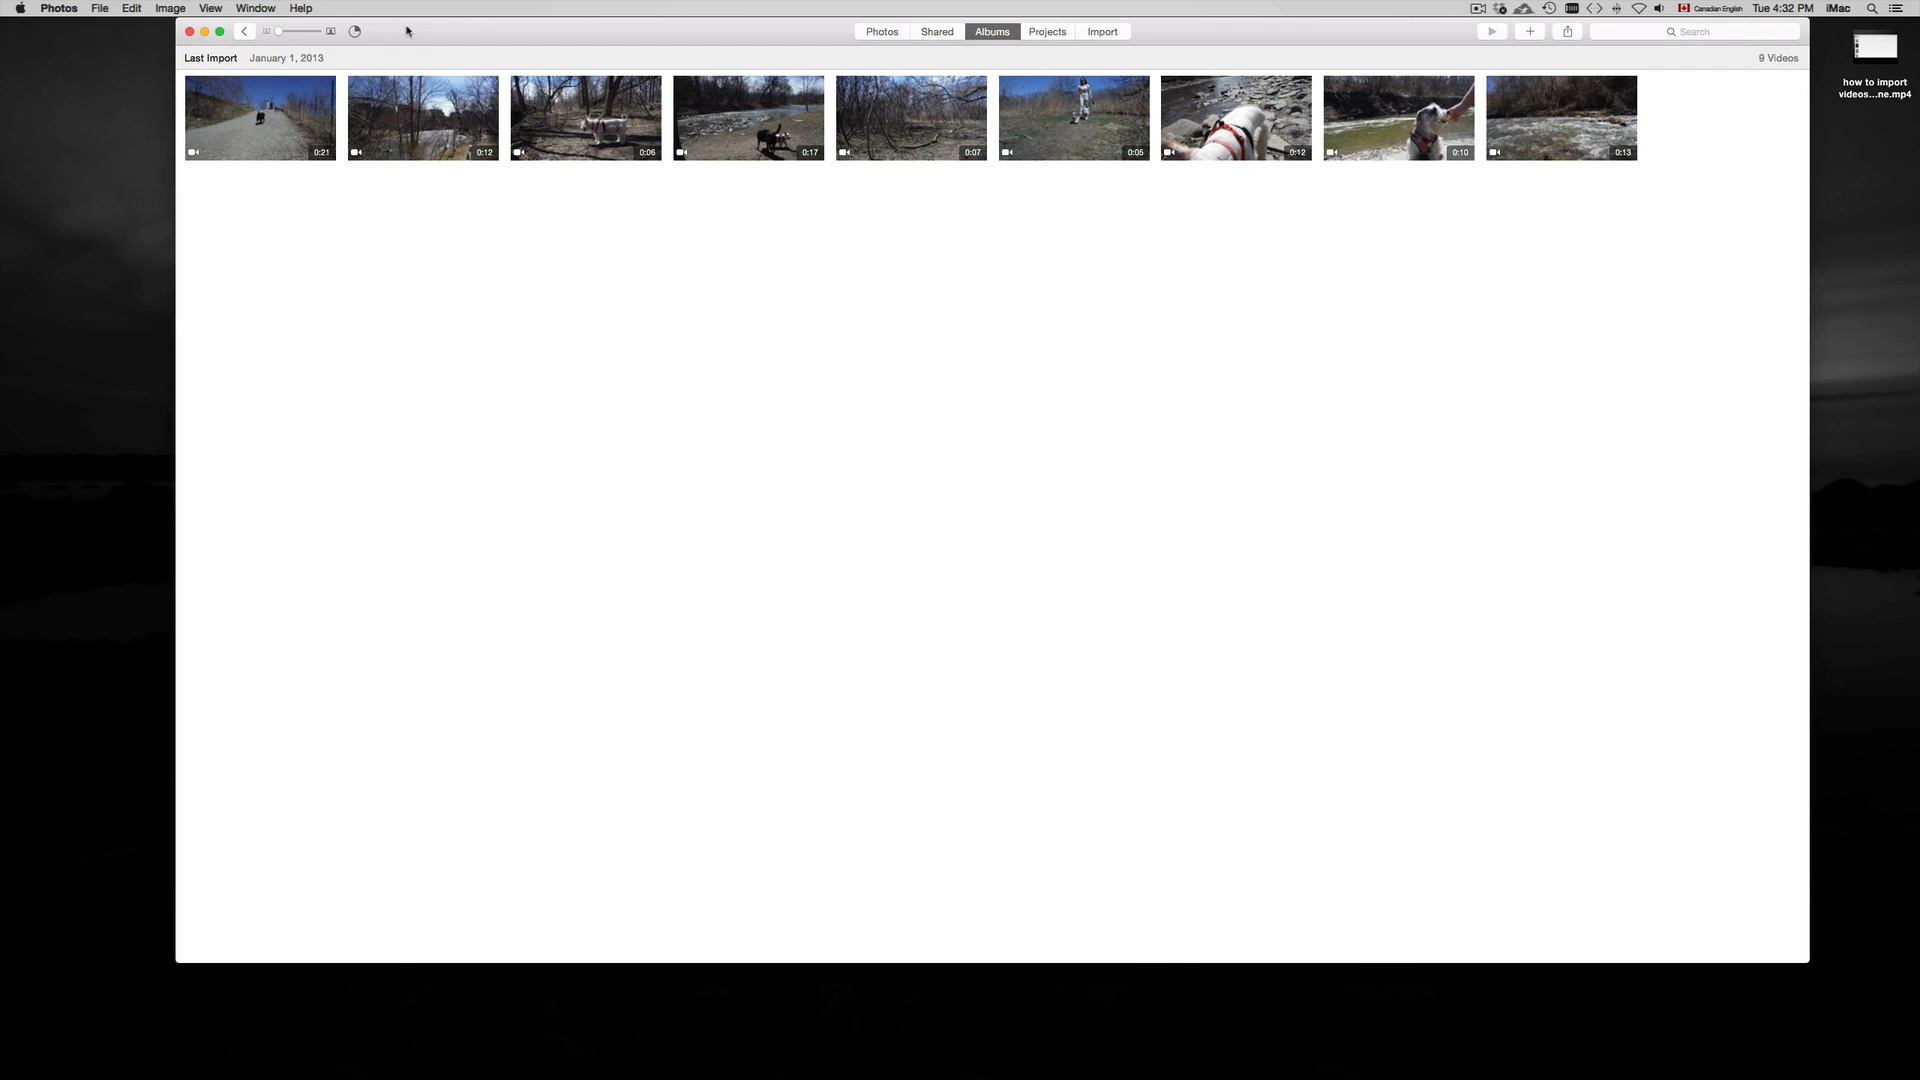 Photos File Edit Image View Window Help Canadian English Tue 4:32 PM iMac
Photos Shared Albums Projects Import Search
Last Import January 1, 2013 9 Videos
0:21 0:12 0:06 0:17 0:07 0:05 0:12 0:10 0:13
how to import
videos...ne.mp4